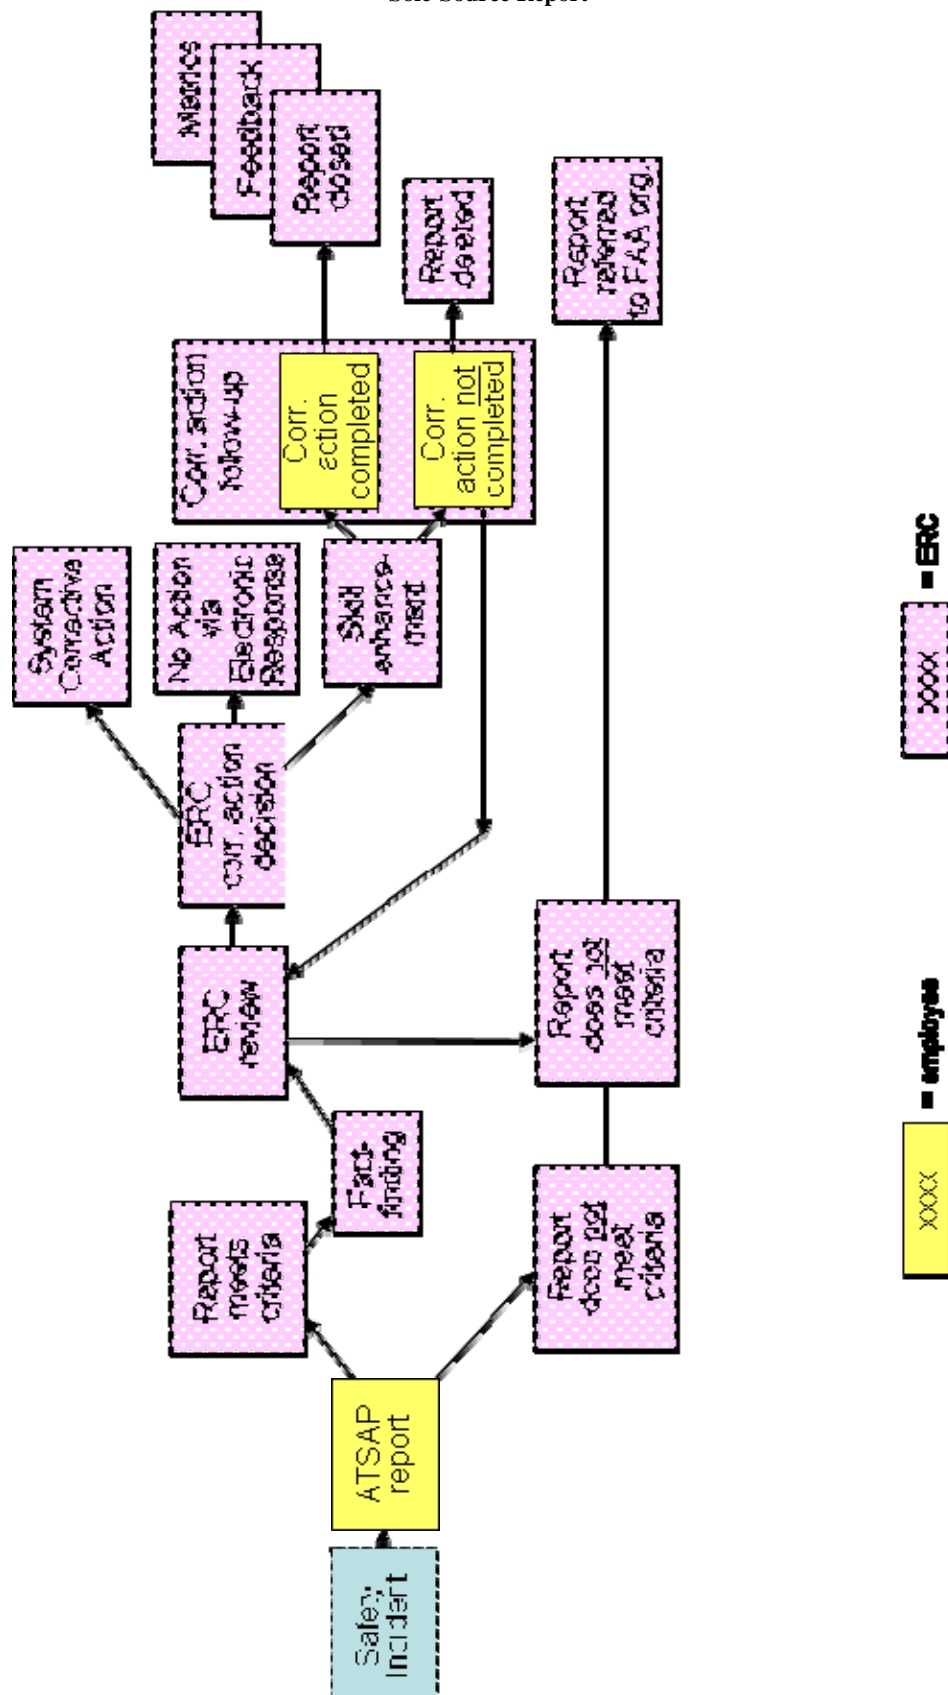 Sole Source Report
Safety
Incident
ATSAP
report
Report
meets
criteria
Fact-
finding
Report
does not
meet
criteria
ERC
review
Report
does not
meet
criteria
ERC
corr. action
decision
System
Corrective
Action
No Action
via
Electronic
Response
Skill
enhance-
ment
Corr. action
follow-up
Corr.
action
completed
Corr.
action not
completed
Metrics
Feedback
Report
closed
Report
deleted
Report
referred
to FAA org.
xxxx = employee
xxxx = ERC